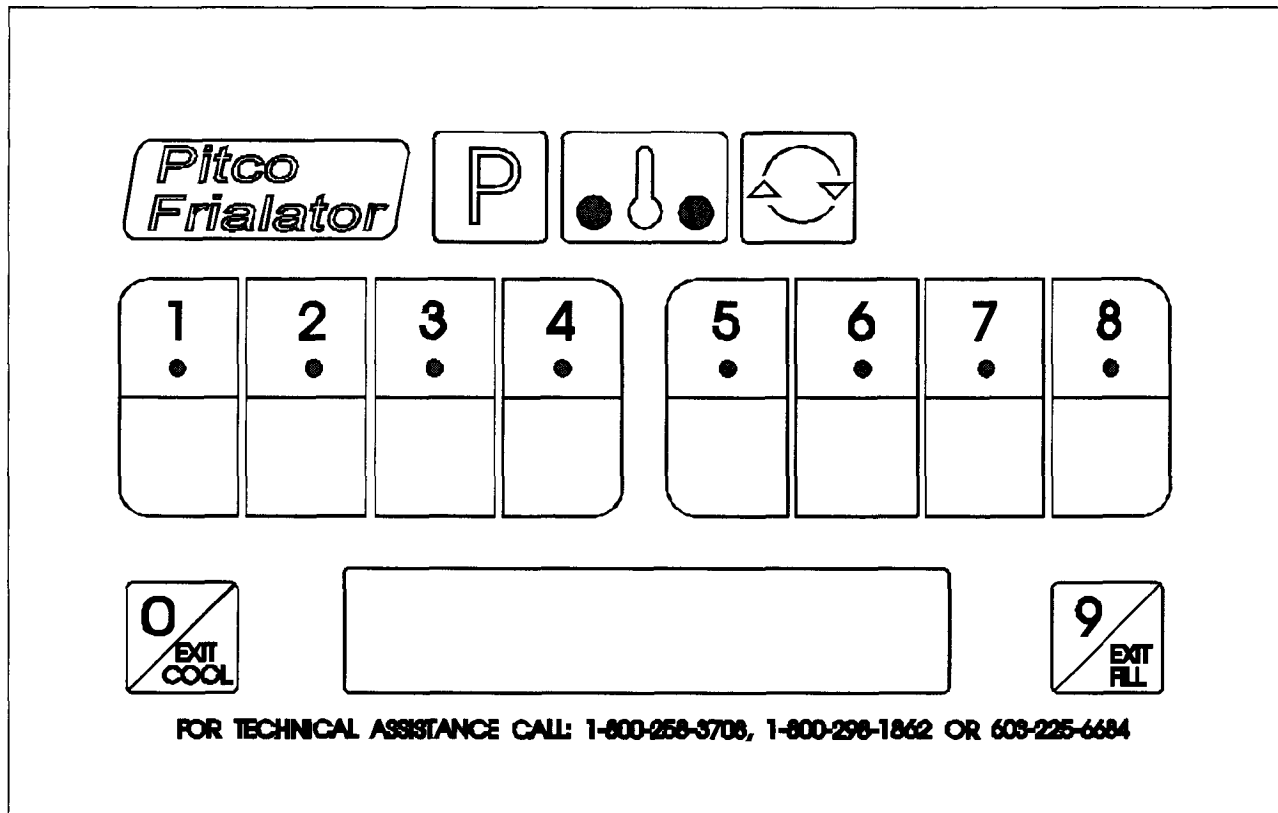 Pitco
Frialator
P
1 2 3 4 5 6 7 8
0
EXIT
COOL
9
EXIT
FILL
FOR TECHNICAL ASSISTANCE CALL: 1-800-258-3708, 1-800-298-1862 OR 603-225-6684